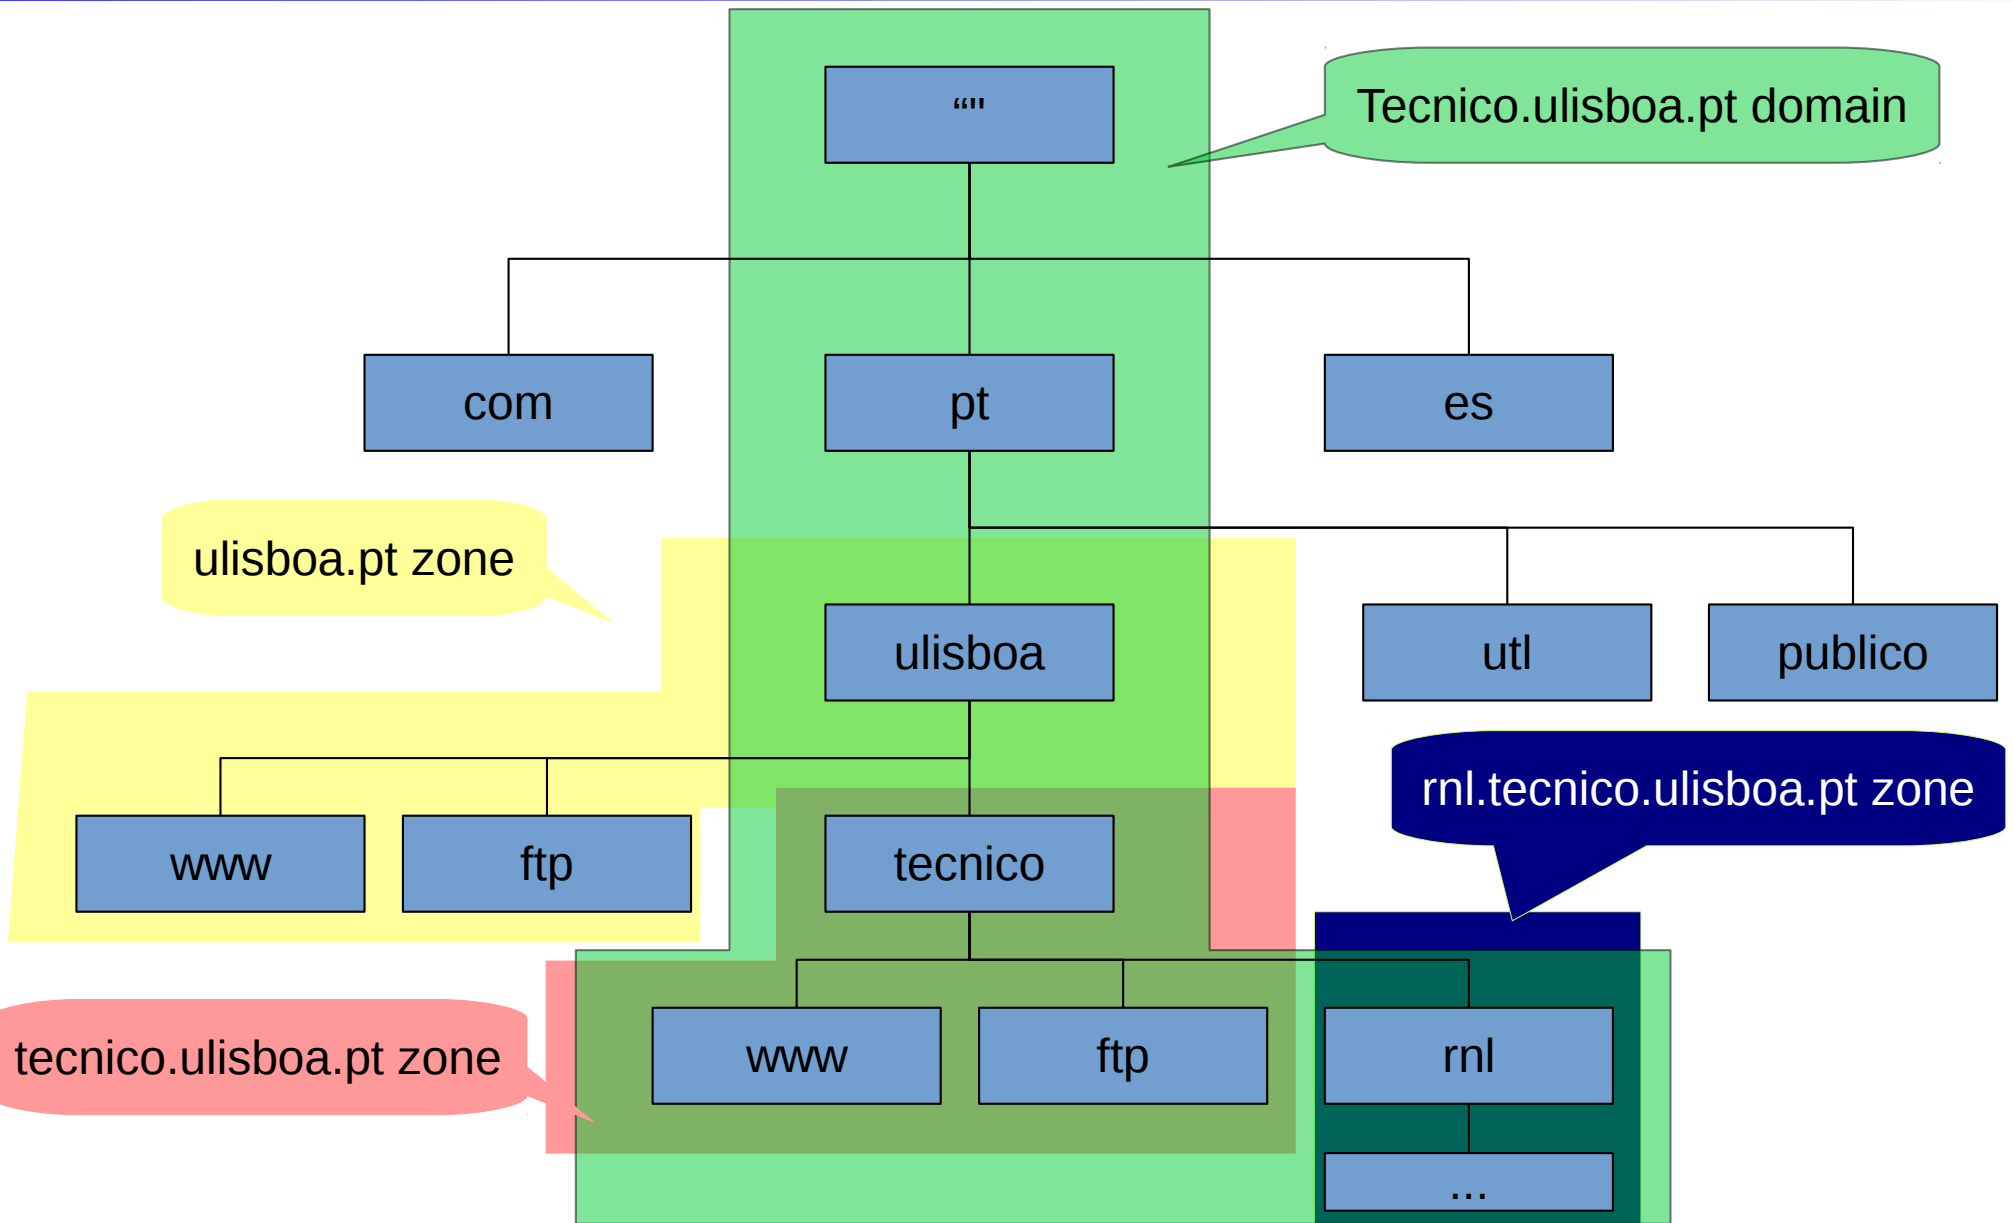 “"
Tecnico.ulisboa.pt domain
com
pt
es
ulisboa.pt zone
ulisboa
utl
publico
rnl.tecnico.ulisboa.pt zone
www
ftp
tecnico
tecnico.ulisboa.pt zone
www
ftp
rnl
...